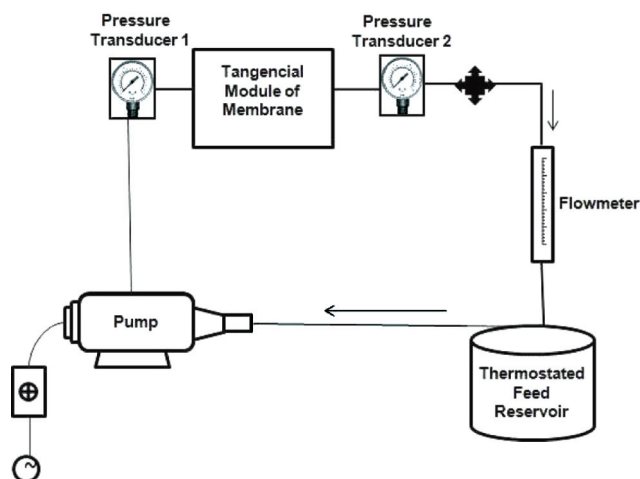 Pressure
Transducer 1
Pressure
Transducer 2
Tangencial
Module of
Membrane
Flowmeter
Pump
Thermostated
Feed
Reservoir